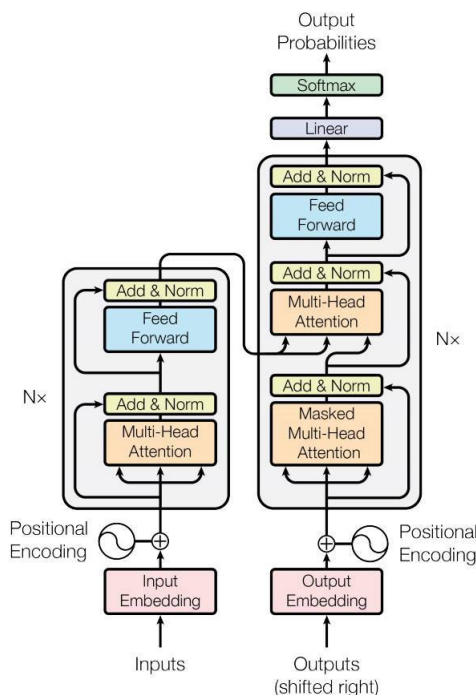 Output
Probabilities
Softmax
Linear
Add & Norm
Feed
Forward
Add & Norm
Multi-Head
Attention
Add & Norm
Masked
Multi-Head
Attention
N×
Add & Norm
Feed
Forward
N×
Add & Norm
Multi-Head
Attention
Positional
Encoding
Positional
Encoding
Input
Embedding
Output
Embedding
Inputs
Outputs
(shifted right)